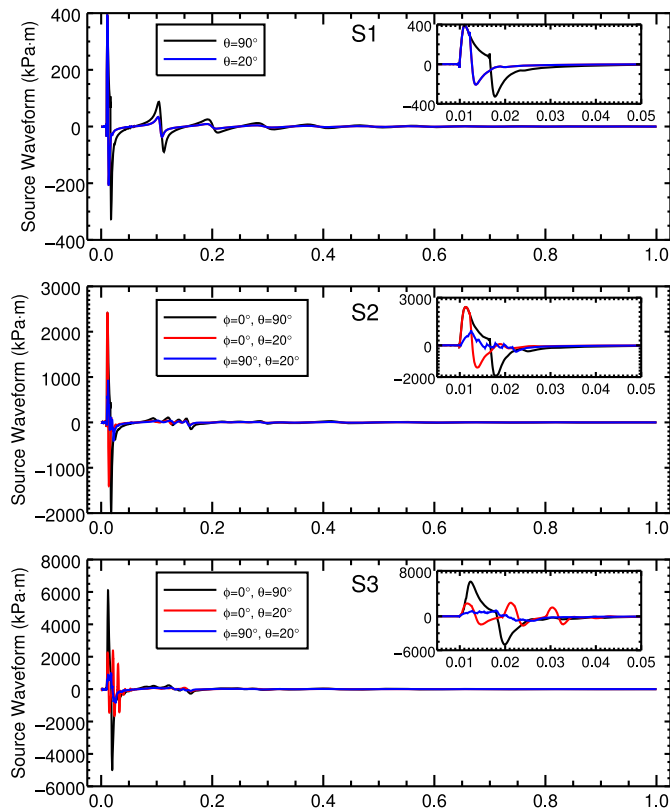 S1
θ=90°
θ=20°
400
0
−400
0.01 0.02 0.03 0.04 0.05
400
200
0
−200
−400
Source Waveform (kPa·m)
0.0 0.2 0.4 0.6 0.8 1.0
S2
ϕ=0°, θ=90°
ϕ=0°, θ=20°
ϕ=90°, θ=20°
3000
0
−2000
0.01 0.02 0.03 0.04 0.05
3000
2000
1000
0
−1000
−2000
Source Waveform (kPa·m)
0.0 0.2 0.4 0.6 0.8 1.0
S3
ϕ=0°, θ=90°
ϕ=0°, θ=20°
ϕ=90°, θ=20°
8000
0
−6000
0.01 0.02 0.03 0.04 0.05
8000
6000
4000
2000
0
−2000
−4000
−6000
Source Waveform (kPa·m)
0.0 0.2 0.4 0.6 0.8 1.0